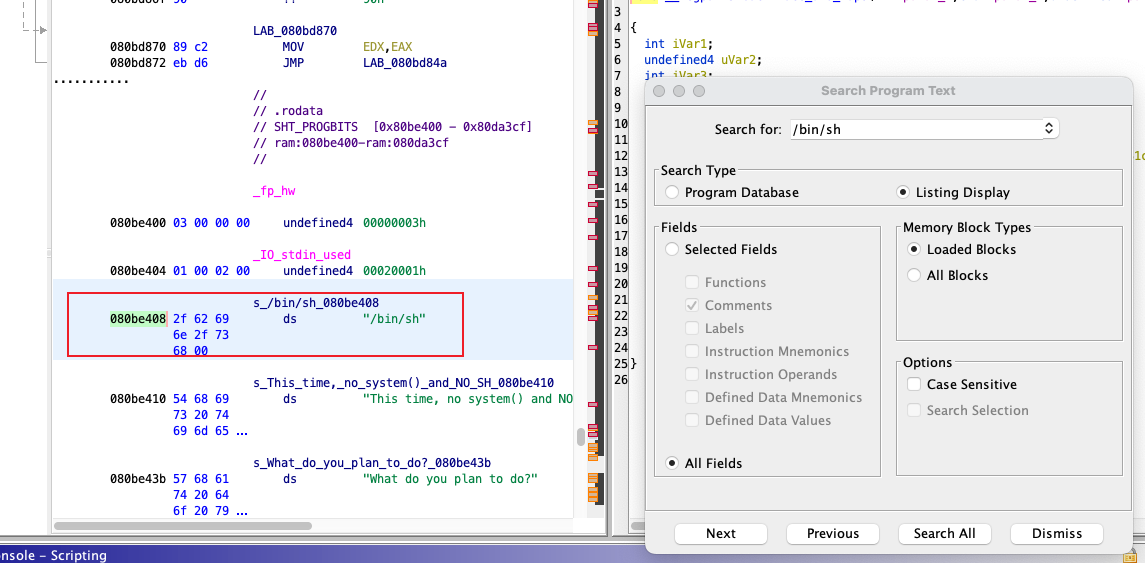 LAB_080bd870
080bd870 89 c2 MOV EDX,EAX
080bd872 eb d6 JMP LAB_080bd84a
//
// .rodata
// SHT_PROGBITS [0x80be400 - 0x80da3cf]
// ram:080be400-ram:080da3cf
//
_fp_hw
080be400 03 00 00 00 undefined4 00000003h
_IO_stdin_used
080be404 01 00 02 00 undefined4 00020001h
s_/bin/sh_080be408
080be408 2f 62 69 ds "/bin/sh"
6e 2f 73
68 00
s_This_time,_no_system()_and_NO_SH_080be410
080be410 54 68 69 ds "This time, no system() and NO
73 20 74
69 6d 65 ...
s_What_do_you_plan_to_do?_080be43b
080be43b 57 68 61 ds "What do you plan to do?"
74 20 64
6f 20 79 ...
3
4 {
5 int iVar1;
6 undefined4 uVar2;
7 int iVar3;
8
9
10
11
12
13
14
15
16
17
18
19
20
21
22
23
24
25 }
26
Search Program Text
Search for: /bin/sh
Search Type
Program Database
Listing Display
Fields
Selected Fields
Functions
Comments
Labels
Instruction Mnemonics
Instruction Operands
Defined Data Mnemonics
Defined Data Values
All Fields
Memory Block Types
Loaded Blocks
All Blocks
Options
Case Sensitive
Search Selection
Next Previous Search All Dismiss
nsole - Scripting